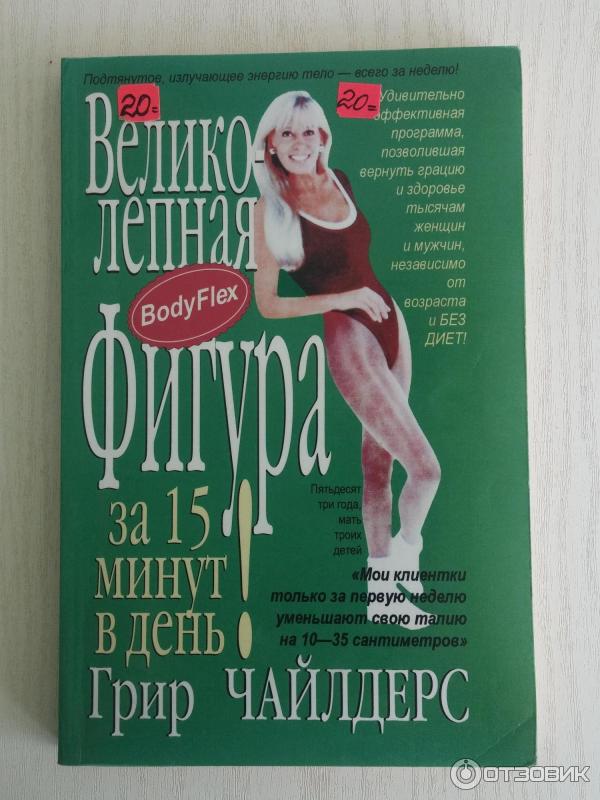 Подтянутое, излучающее энергию тело — всего за неделю!
20=
20=
Велико-
лепная
BodyFlex
Фигура
за 15
минут
в день!
Удивительно
эффективная
программа,
позволившая
вернуть грацию
и здоровье
тысячам
женщин
и мужчин,
независимо
от
возраста
и БЕЗ
ДИЕТ!
Пятьдесят
три года,
мать
троих
детей
«Мои клиентки
только за первую неделю
уменьшают свою талию
на 10—35 сантиметров»
Грир ЧАЙЛДЕРС
ОТЗОВИК